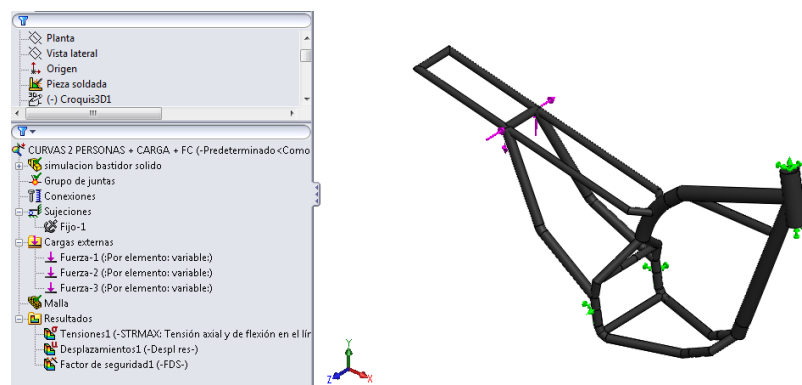 Planta
Vista lateral
Origen
Pieza soldada
3D
(-) Croquis3D1
CURVAS 2 PERSONAS + CARGA + FC (-Predeterminado<Como
simulacion bastidor solido
Grupo de juntas
Conexiones
Sujeciones
Fijo-1
Cargas externas
Fuerza-1 (:Por elemento: variable:)
Fuerza-2 (:Por elemento: variable:)
Fuerza-3 (:Por elemento: variable:)
Malla
Resultados
Tensiones1 (-STRMAX: Tensión axial y de flexión en el lír
Desplazamientos1 (-Despl res-)
Factor de seguridad1 (-FDS-)
Y
Z
X